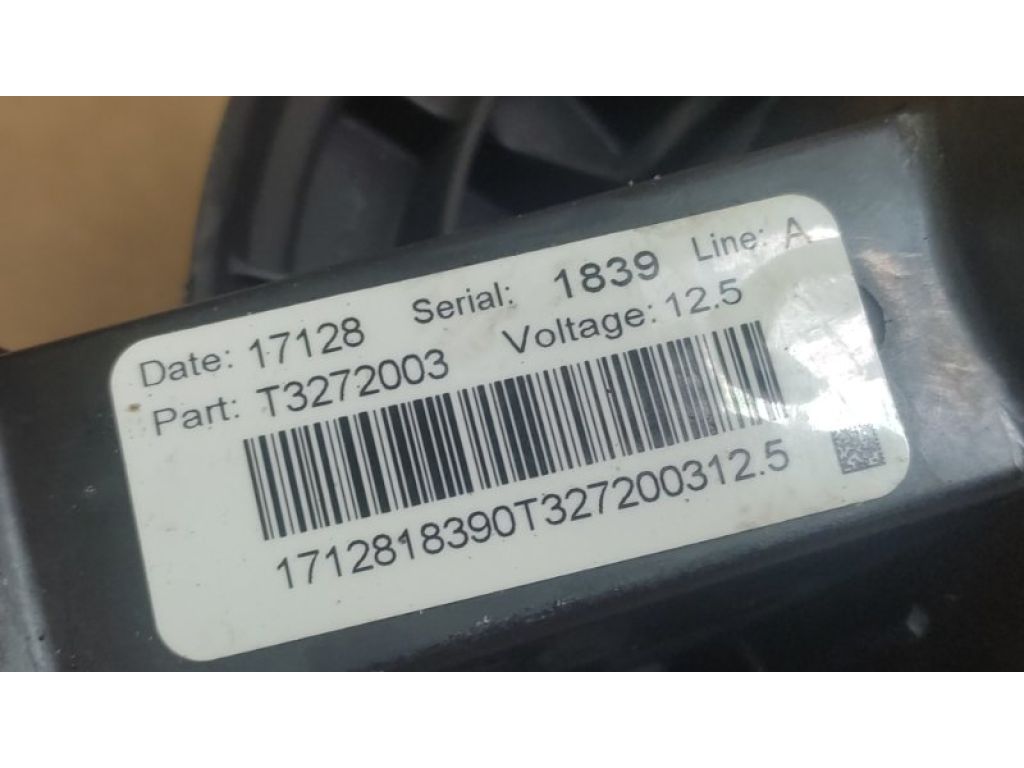 Date: 17128 Serial: 1839 Line: A
Part: T3272003 Voltage: 12.5
1712818390T327200312.5